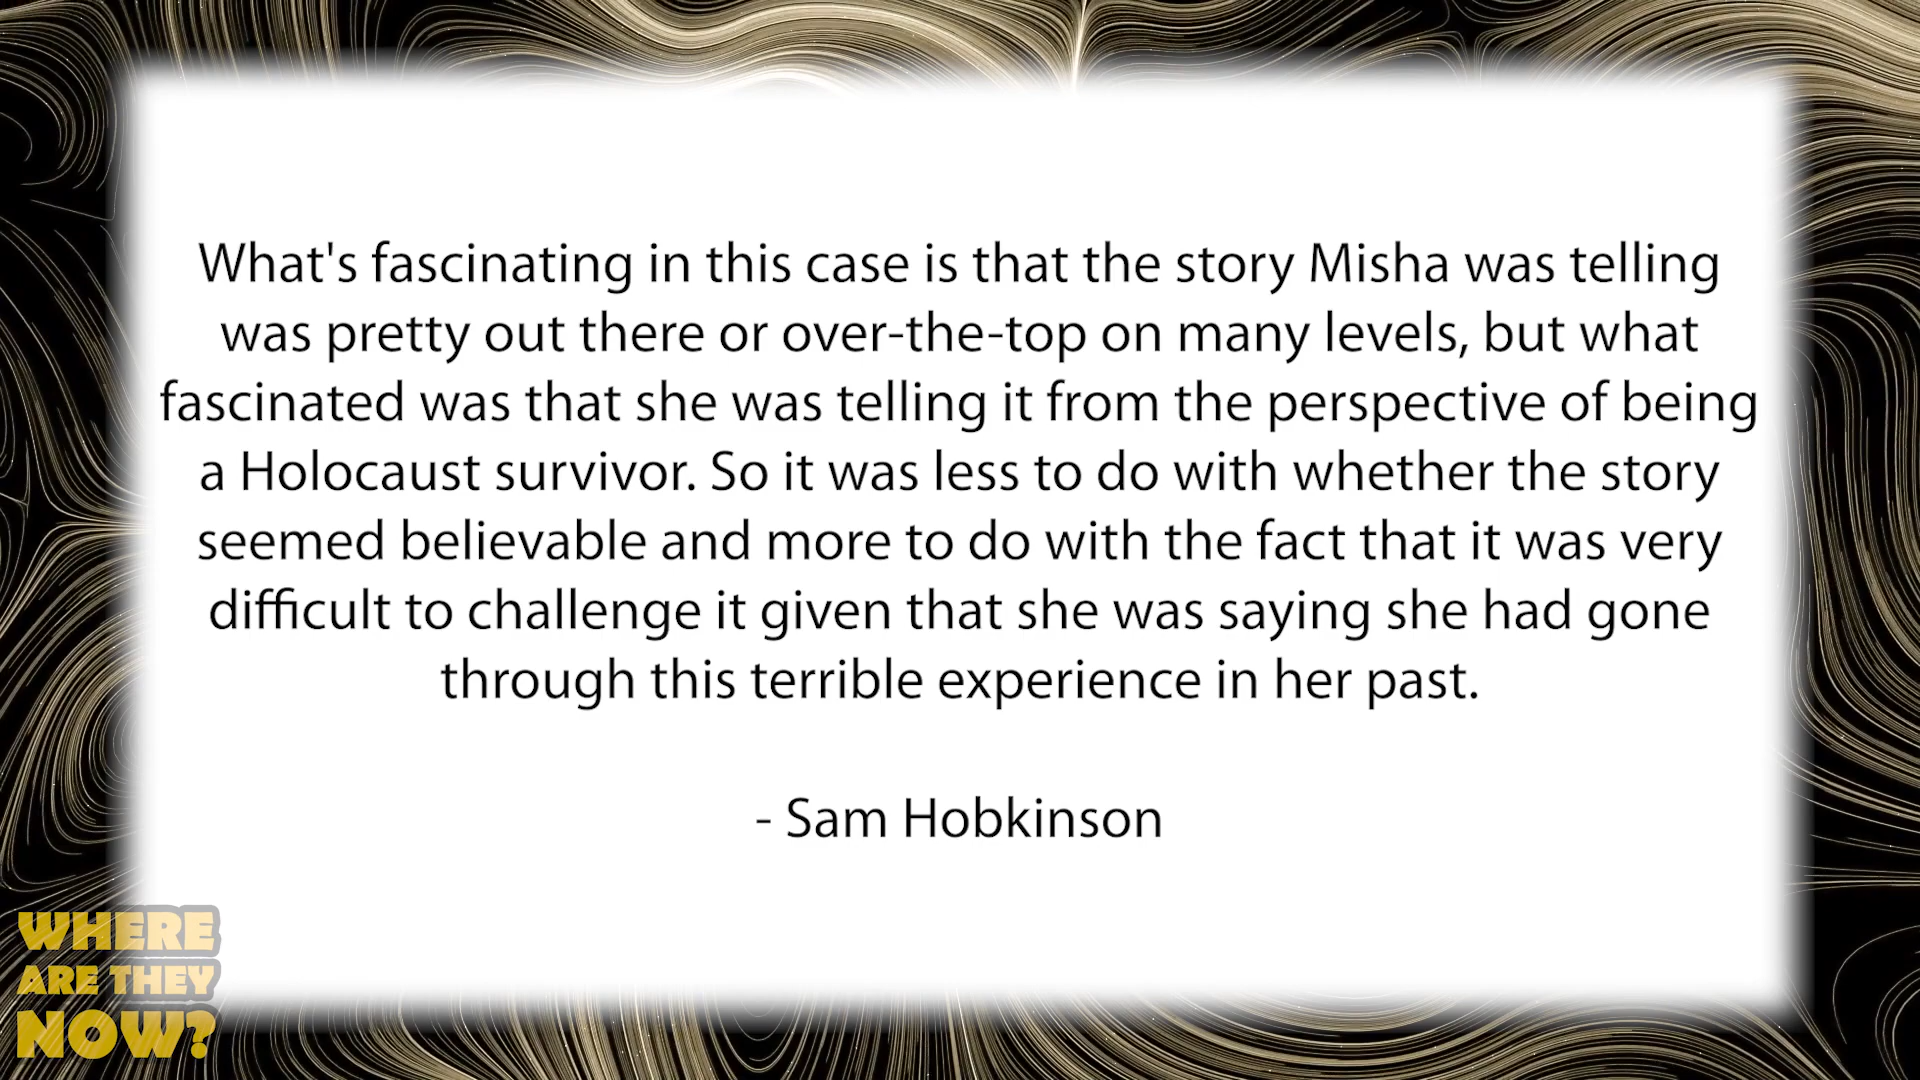 What's fascinating in this case is that the story Misha was telling
was pretty out there or over-the-top on many levels, but what
fascinated was that she was telling it from the perspective of being
a Holocaust survivor. So it was less to do with whether the story
seemed believable and more to do with the fact that it was very
difficult to challenge it given that she was saying she had gone
through this terrible experience in her past.
- Sam Hobkinson
WHERE
ARE THEY
NOW?